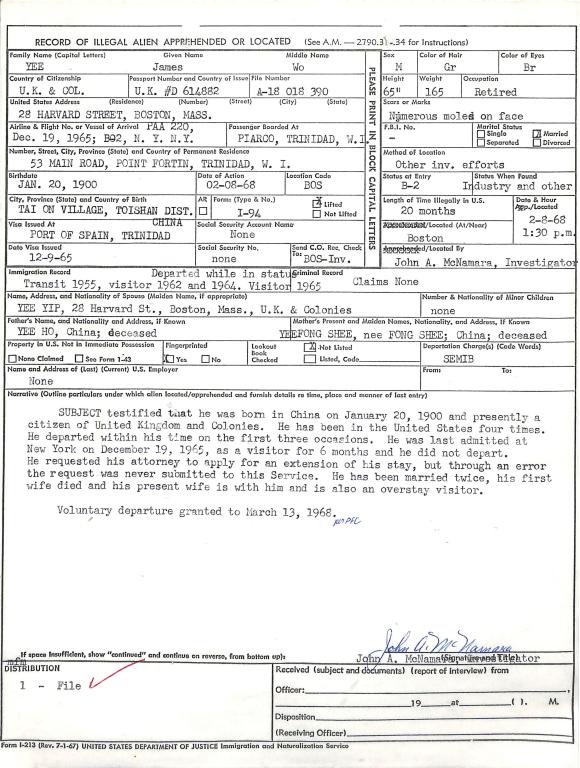 RECORD OF ILLEGAL ALIEN APPREHENDED OR LOCATED (See A.M. — 2790.31-.34 for Instructions)
Family Name (Capital Letters) Given Name Middle Name
YEE James Wo
Sex Color of Hair Color of Eyes
M Gr Br
Country of Citizenship Passport Number and Country of Issue File Number
U.K. & COL. U.K. #D 614882 A-18 018 390
Height Weight Occupation
65" 165 Retired
United States Address (Residence) (Number) (Street) (City) (State)
28 HARVARD STREET, BOSTON, MASS.
Scars or Marks
Numerous moles on face
Airline & Flight No. or Vessel of Arrival PAA 220, Passenger Boarded At
Dec. 19, 1965; B02, N. Y. N.Y. PIARCO, TRINIDAD, W.I.
F.B.I. No. Marital Status
- Single X Married
Separated Divorced
Number, Street, City, Province (State) and Country of Permanent Residence
53 MAIN ROAD, POINT FORTIN, TRINIDAD, W. I.
Method of Location
Other inv. efforts
Birthdate Date of Action Location Code
JAN. 20, 1900 02-08-68 BOS
Status at Entry Status When Found
B-2 Industry and other
City, Province (State) and Country of Birth AR Forms: (Type & No.) X Lifted
TAI ON VILLAGE, TOISHAN DIST. CHINA I-94 Not Lifted
Length of Time Illegally in U.S. Date & Hour
20 months App./Located
2-8-68
1:30 p.m.
Visa Issued At Social Security Account Name
PORT OF SPAIN, TRINIDAD None
/Located (At/Near)
Boston
Date Visa Issued Social Security No. Send C.O. Rec. Check To:
12-9-65 none BOS-Inv.
/Located By
John A. McNamara, Investigator
PLEASE PRINT IN BLOCK CAPITAL LETTERS
Immigration Record Departed while in status Criminal Record
Transit 1955, visitor 1962 and 1964. Visitor 1965 Claims None
Name, Address, and Nationality of Spouse (Maiden Name, if appropriate) Number & Nationality of Minor Children
YEE YIP, 28 Harvard St., Boston, Mass., U.K. & Colonies none
Father's Name, and Nationality and Address, if Known Mother's Present and Maiden Names, Nationality, and Address, if Known
YEE HO, China; deceased YEEFONG SHEE, nee FONG SHEE; China; deceased
Property in U.S. Not in Immediate Possession Fingerprinted Lookout Book Checked X Not Listed Deportation Charge(s) (Code Words)
None Claimed See Form I-43 Yes No Listed, Code SEMIB
Name and Address of (Last) (Current) U.S. Employer From: To:
None
Narrative (Outline particulars under which alien located/apprehended and furnish details re time, place and manner of last entry)
SUBJECT testified that he was born in China on January 20, 1900 and presently a
citizen of United Kingdom and Colonies. He has been in the United States four times.
He departed within his time on the first three occasions. He was last admitted at
New York on December 19, 1965, as a visitor for 6 months and he did not depart.
He requested his attorney to apply for an extension of his stay, but through an error
the request was never submitted to this Service. He has been married twice, his first
wife died and his present wife is with him and is also an overstay visitor.
Voluntary departure granted to March 13, 1968.
John A. McNamara
If space insufficient, show "continued" and continue on reverse, from bottom up):
John A. McNamara, Investigator
(Signature and Title)
mfm
DISTRIBUTION
1 - File
Received (subject and documents) (report of interview) from
Officer:
19 at ( ). M.
Disposition
(Receiving Officer)
Form I-213 (Rev. 7-1-67) UNITED STATES DEPARTMENT OF JUSTICE Immigration and Naturalization Service